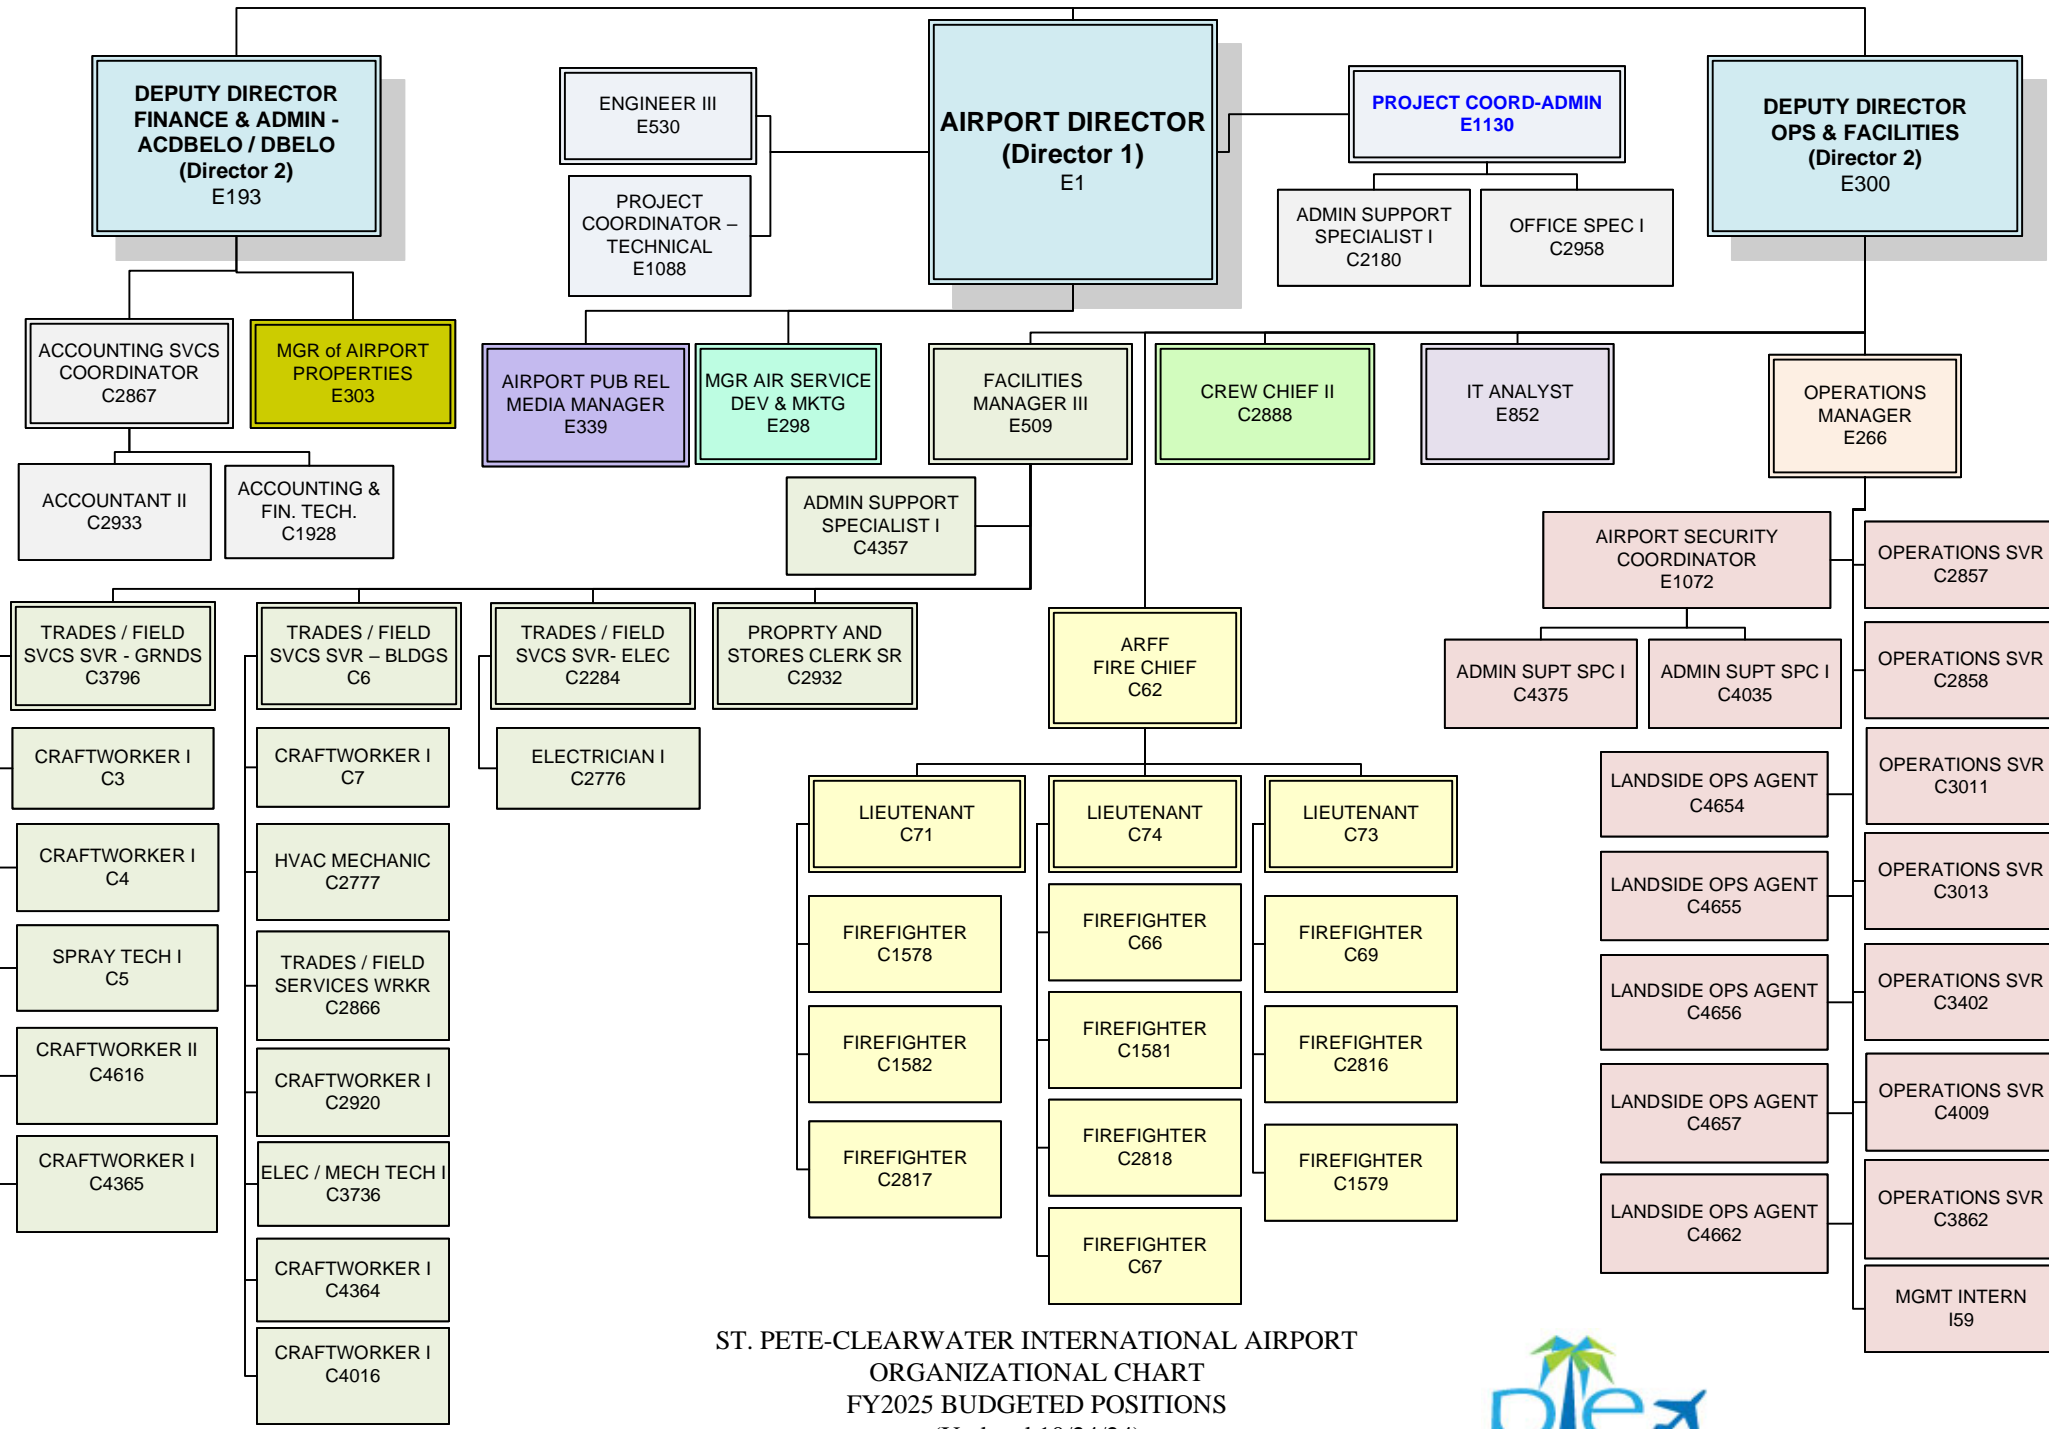 DEPUTY DIRECTOR
FINANCE & ADMIN -
ACDBELO / DBELO
(Director 2)
E193
ENGINEER III
E530
PROJECT
COORDINATOR –
TECHNICAL
E1088
AIRPORT DIRECTOR
(Director 1)
E1
PROJECT COORD-ADMIN
E1130
ADMIN SUPPORT
SPECIALIST I
C2180
OFFICE SPEC I
C2958
DEPUTY DIRECTOR
OPS & FACILITIES
(Director 2)
E300
ACCOUNTING SVCS
COORDINATOR
C2867
MGR of AIRPORT
PROPERTIES
E303
AIRPORT PUB REL
MEDIA MANAGER
E339
MGR AIR SERVICE
DEV & MKTG
E298
FACILITIES
MANAGER III
E509
CREW CHIEF II
C2888
IT ANALYST
E852
OPERATIONS
MANAGER
E266
ACCOUNTANT II
C2933
ACCOUNTING &
FIN. TECH.
C1928
ADMIN SUPPORT
SPECIALIST I
C4357
AIRPORT SECURITY
COORDINATOR
E1072
ADMIN SUPT SPC I
C4375
ADMIN SUPT SPC I
C4035
TRADES / FIELD
SVCS SVR - GRNDS
C3796
CRAFTWORKER I
C3
CRAFTWORKER I
C4
SPRAY TECH I
C5
CRAFTWORKER II
C4616
CRAFTWORKER I
C4365
TRADES / FIELD
SVCS SVR – BLDGS
C6
CRAFTWORKER I
C7
HVAC MECHANIC
C2777
TRADES / FIELD
SERVICES WRKR
C2866
CRAFTWORKER I
C2920
ELEC / MECH TECH I
C3736
CRAFTWORKER I
C4364
CRAFTWORKER I
C4016
TRADES / FIELD
SVCS SVR- ELEC
C2284
ELECTRICIAN I
C2776
PROPRTY AND
STORES CLERK SR
C2932
ARFF
FIRE CHIEF
C62
LIEUTENANT
C71
FIREFIGHTER
C1578
FIREFIGHTER
C1582
FIREFIGHTER
C2817
LIEUTENANT
C74
FIREFIGHTER
C66
FIREFIGHTER
C1581
FIREFIGHTER
C2818
FIREFIGHTER
C67
LIEUTENANT
C73
FIREFIGHTER
C69
FIREFIGHTER
C2816
FIREFIGHTER
C1579
LANDSIDE OPS AGENT
C4654
LANDSIDE OPS AGENT
C4655
LANDSIDE OPS AGENT
C4656
LANDSIDE OPS AGENT
C4657
LANDSIDE OPS AGENT
C4662
OPERATIONS SVR
C2857
OPERATIONS SVR
C2858
OPERATIONS SVR
C3011
OPERATIONS SVR
C3013
OPERATIONS SVR
C3402
OPERATIONS SVR
C4009
OPERATIONS SVR
C3862
MGMT INTERN
I59
ST. PETE-CLEARWATER INTERNATIONAL AIRPORT
ORGANIZATIONAL CHART
FY2025 BUDGETED POSITIONS
pie